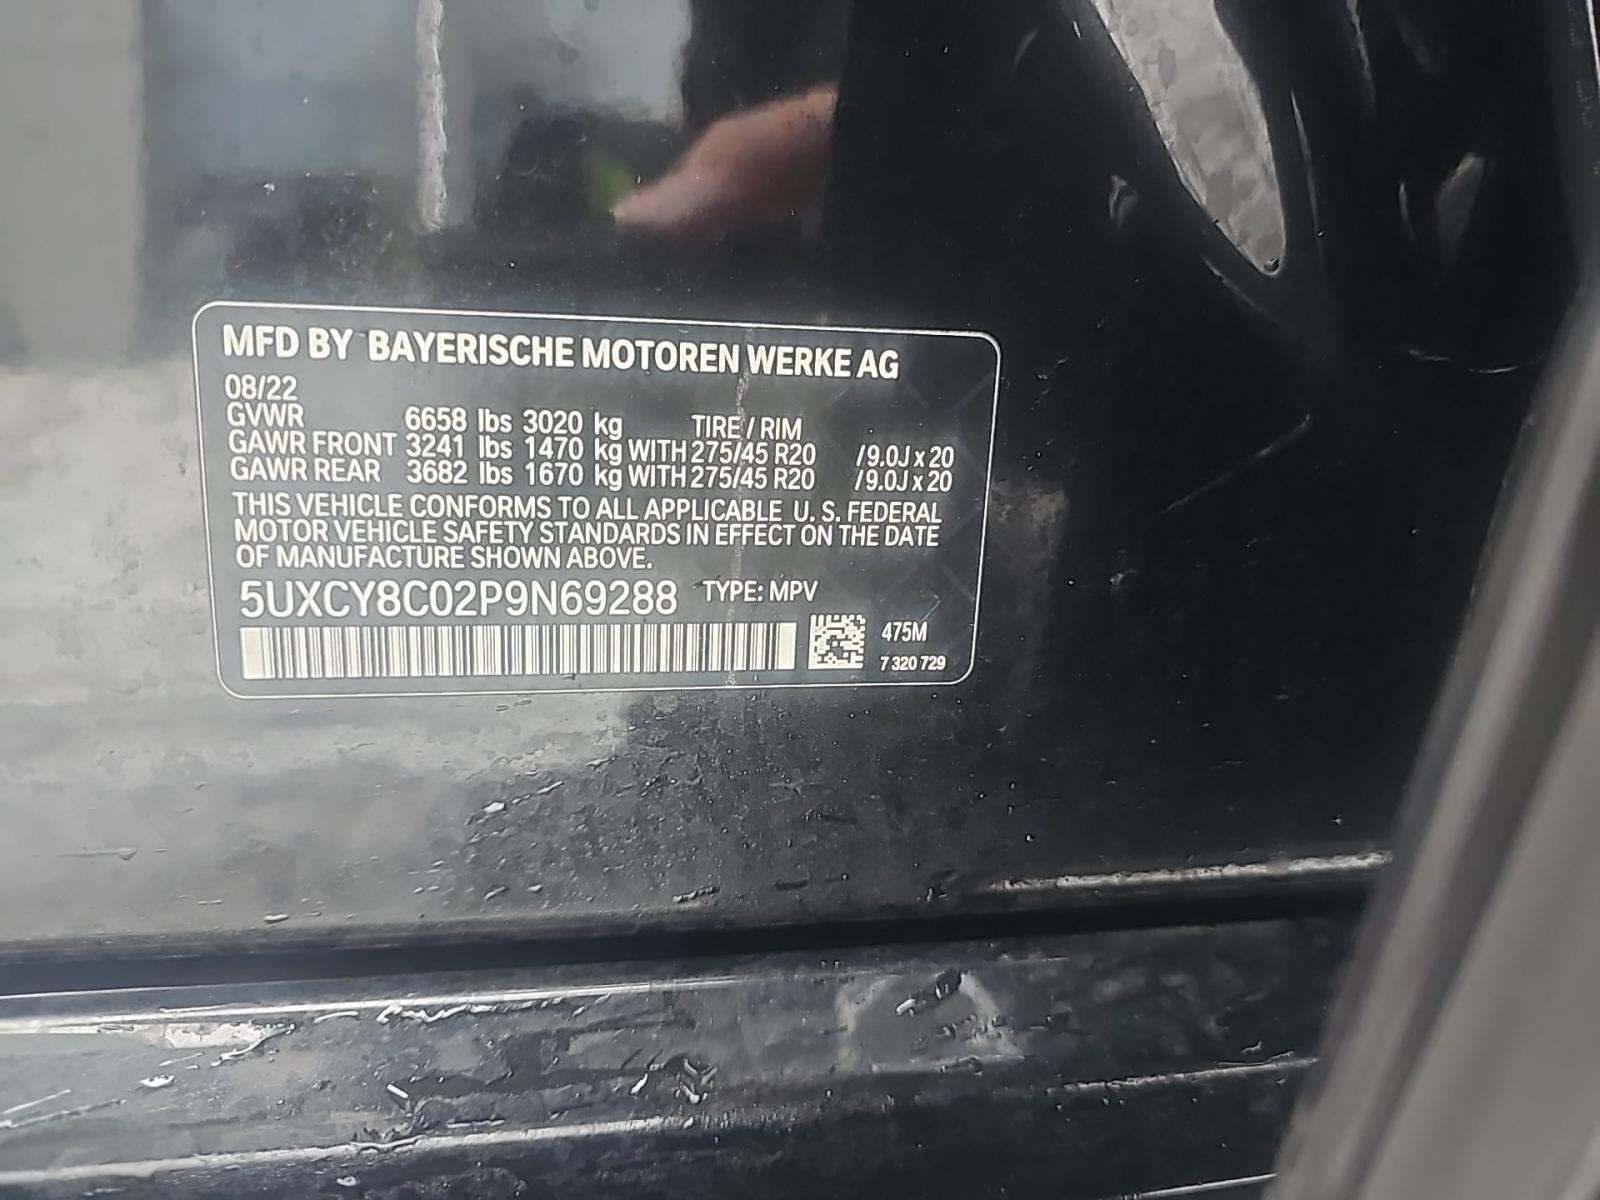 MFD BY BAYERISCHE MOTOREN WERKE AG
08/22
GVWR 6658 lbs 3020 kg TIRE / RIM
GAWR FRONT 3241 lbs 1470 kg WITH 275/45 R20 /9.0J x 20
GAWR REAR 3682 lbs 1670 kg WITH 275/45 R20 /9.0J x 20
THIS VEHICLE CONFORMS TO ALL APPLICABLE U. S. FEDERAL
MOTOR VEHICLE SAFETY STANDARDS IN EFFECT ON THE DATE
OF MANUFACTURE SHOWN ABOVE.
5UXCY8C02P9N69288 TYPE: MPV
475M
7 320 729